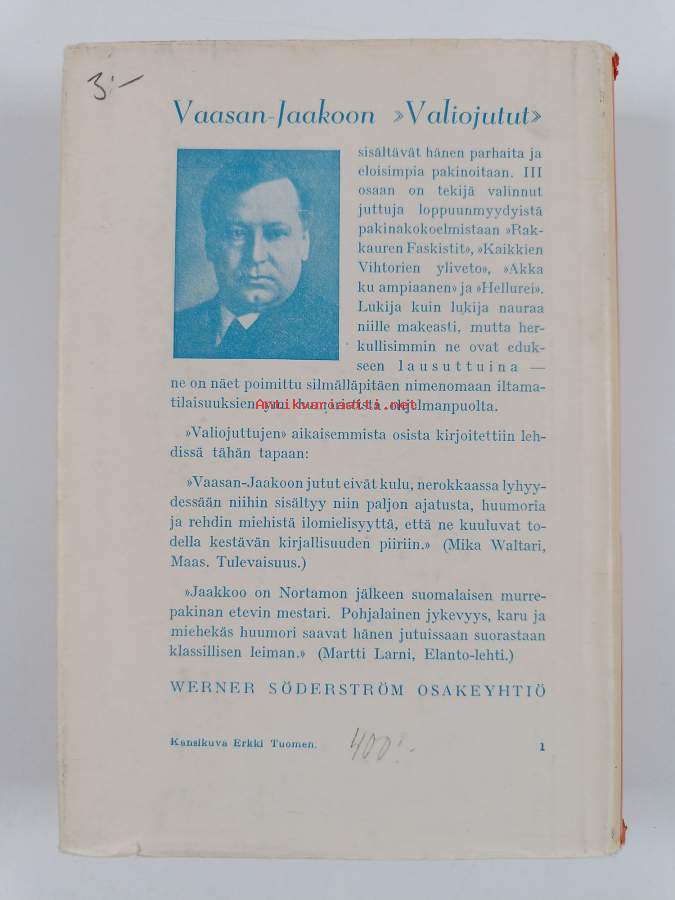 3:-
Vaasan-Jaakoon »Valiojutut»
sisältävät hänen parhaita ja
eloisimpia pakinoitaan. III
osaan on tekijä valinnut
juttuja loppuunmyydyistä
pakinakokoelmistaan »Rak-
kauren Faskistit», »Kaikkien
Vihtorien yliveto», »Akka
ku ampiaanen» ja »Hellurei».
Lukija kuin lukija nauraa
niille makeasti, mutta her-
kullisimmin ne ovat eduk-
seen lausuttuina —
ne on näet poimittu silmälläpitäen nimenomaan iltama-
tilaisuuksien ym. humorististä ohjelmanpuolta.
Antikvariaatti.net
»Valiojuttujen» aikaisemmista osista kirjoitettiin leh-
dissä tähän tapaan:
»Vaasan-Jaakoon jutut eivät kulu, nerokkaassa lyhyy-
dessään niihin sisältyy niin paljon ajatusta, huumoria
ja rehdin miehistä ilomielisyyttä, että ne kuuluvat to-
della kestävän kirjallisuuden piiriin.» (Mika Waltari,
Maas. Tulevaisuus.)
»Jaakkoo on Nortamon jälkeen suomalaisen murre-
pakinan etevin mestari. Pohjalainen jykevyys, karu ja
miehekäs huumori saavat hänen jutuissaan suorastaan
klassillisen leiman.» (Martti Larni, Elanto-lehti.)
WERNER SÖDERSTRÖM OSAKEYHTIÖ
Kansikuva Erkki Tuomen. 400:- 1